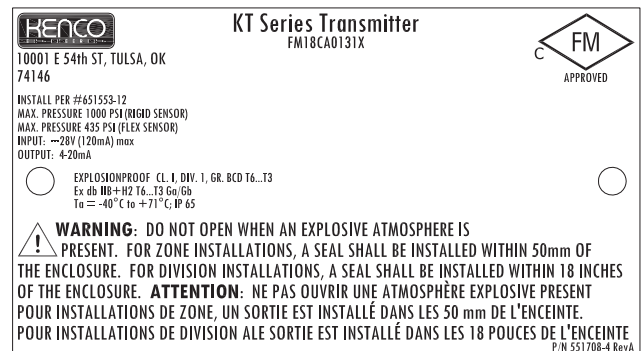 KENCO
KT Series Transmitter
FM18CA0131X
C FM
APPROVED
10001 E 54th ST, TULSA, OK
74146
INSTALL PER #651553-12
MAX. PRESSURE 1000 PSI (RIGID SENSOR)
MAX. PRESSURE 435 PSI (FLEX SENSOR)
INPUT: ⎓28V (120mA) max
OUTPUT: 4-20mA
EXPLOSIONPROOF CL. I, DIV. 1, GR. BCD T6...T3
Ex db IIB+H2 T6...T3 Ga/Gb
Ta = -40°C to +71°C; IP 65
WARNING: DO NOT OPEN WHEN AN EXPLOSIVE ATMOSPHERE IS
! PRESENT. FOR ZONE INSTALLATIONS, A SEAL SHALL BE INSTALLED WITHIN 50mm OF
THE ENCLOSURE. FOR DIVISION INSTALLATIONS, A SEAL SHALL BE INSTALLED WITHIN 18 INCHES
OF THE ENCLOSURE. ATTENTION: NE PAS OUVRIR UNE ATMOSPHÈRE EXPLOSIVE PRESENT
POUR INSTALLATIONS DE ZONE, UN SORTIE EST INSTALLÉ DANS LES 50 mm DE L'ENCEINTE.
POUR INSTALLATIONS DE DIVISION ALE SORTIE EST INSTALLÉ DANS LES 18 POUCES DE L'ENCEINTE
P/N 551708-4 RevA